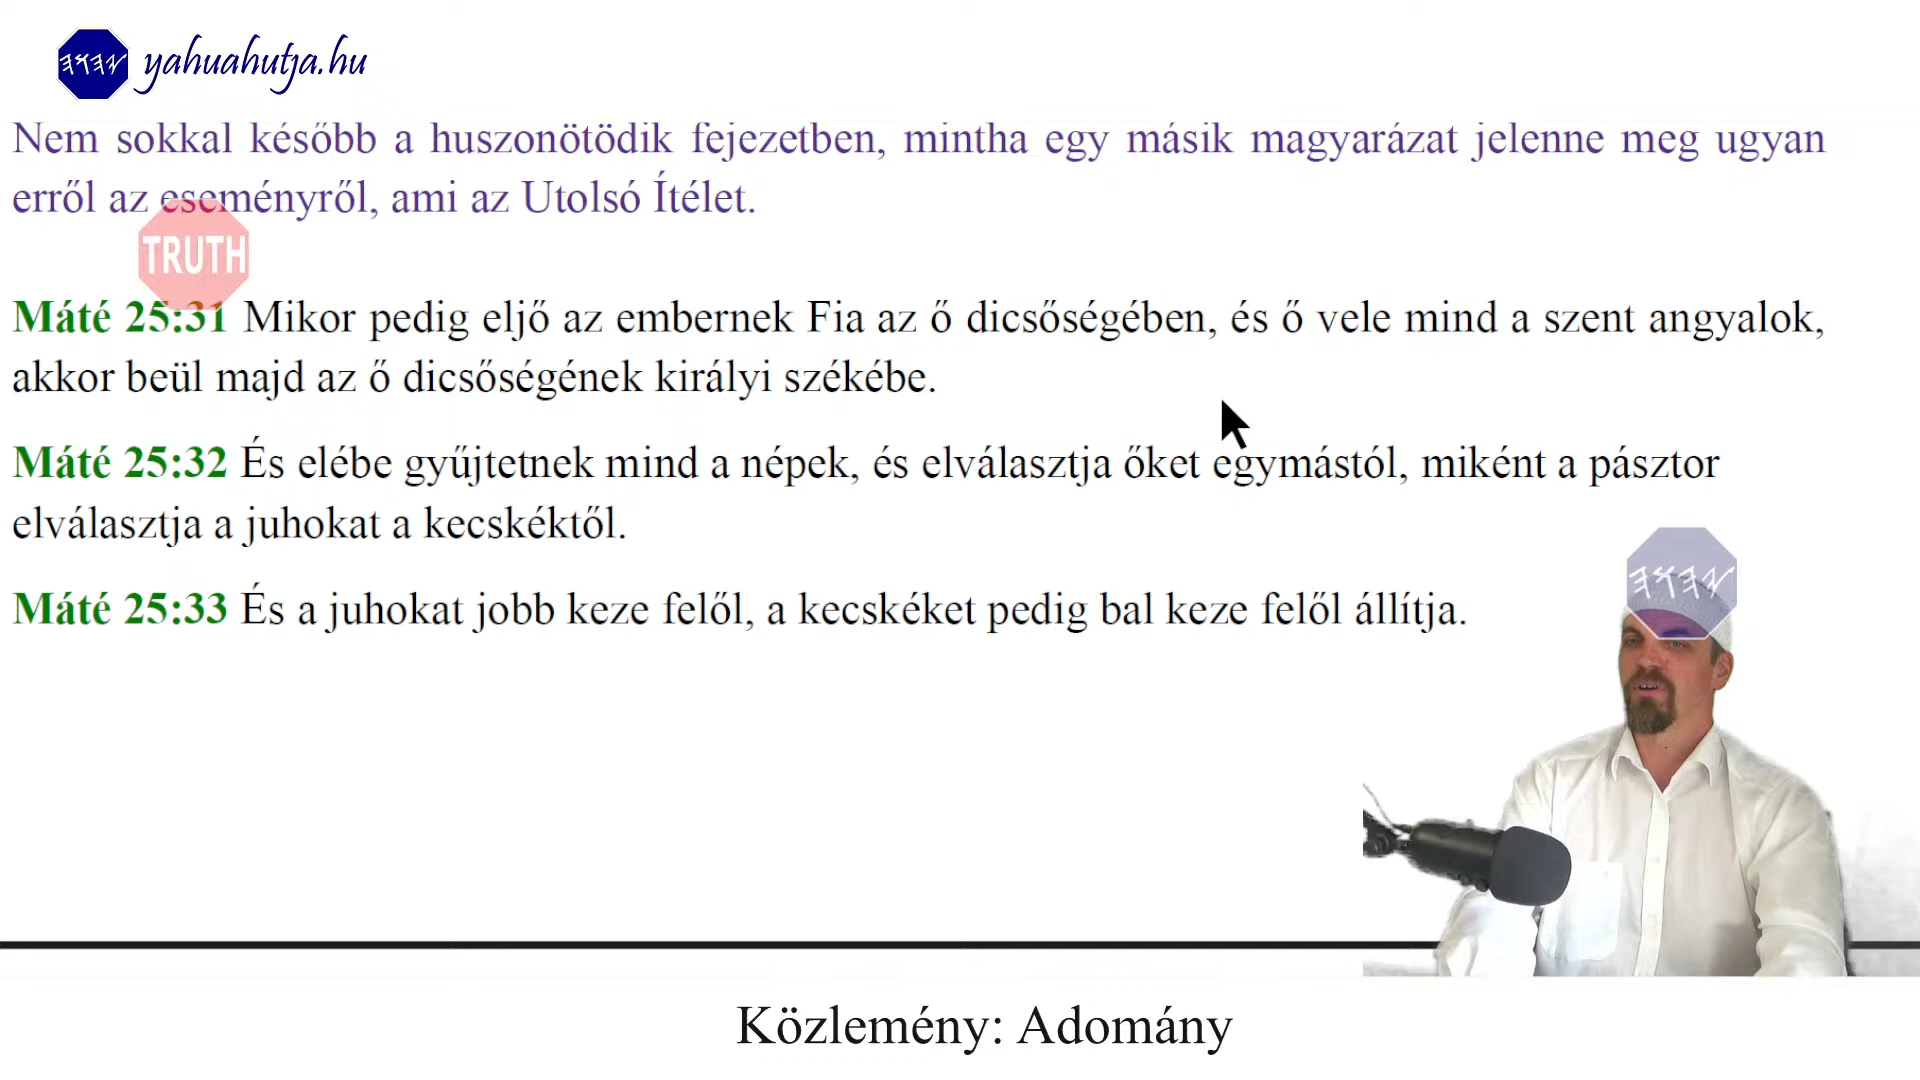 yahuahutja.hu
Nem sokkal később a huszonötödik fejezetben, mintha egy másik magyarázat jelenne meg ugyan
erről az eseményről, ami az Utolsó Ítélet.
TRUTH
Máté 25:31 Mikor pedig eljő az embernek Fia az ő dicsőségében, és ő vele mind a szent angyalok,
akkor beül majd az ő dicsőségének királyi székébe.
Máté 25:32 És elébe gyűjtetnek mind a népek, és elválasztja őket egymástól, miként a pásztor
elválasztja a juhokat a kecskéktől.
Máté 25:33 És a juhokat jobb keze felől, a kecskéket pedig bal keze felől állítja.
Közlemény: Adomány